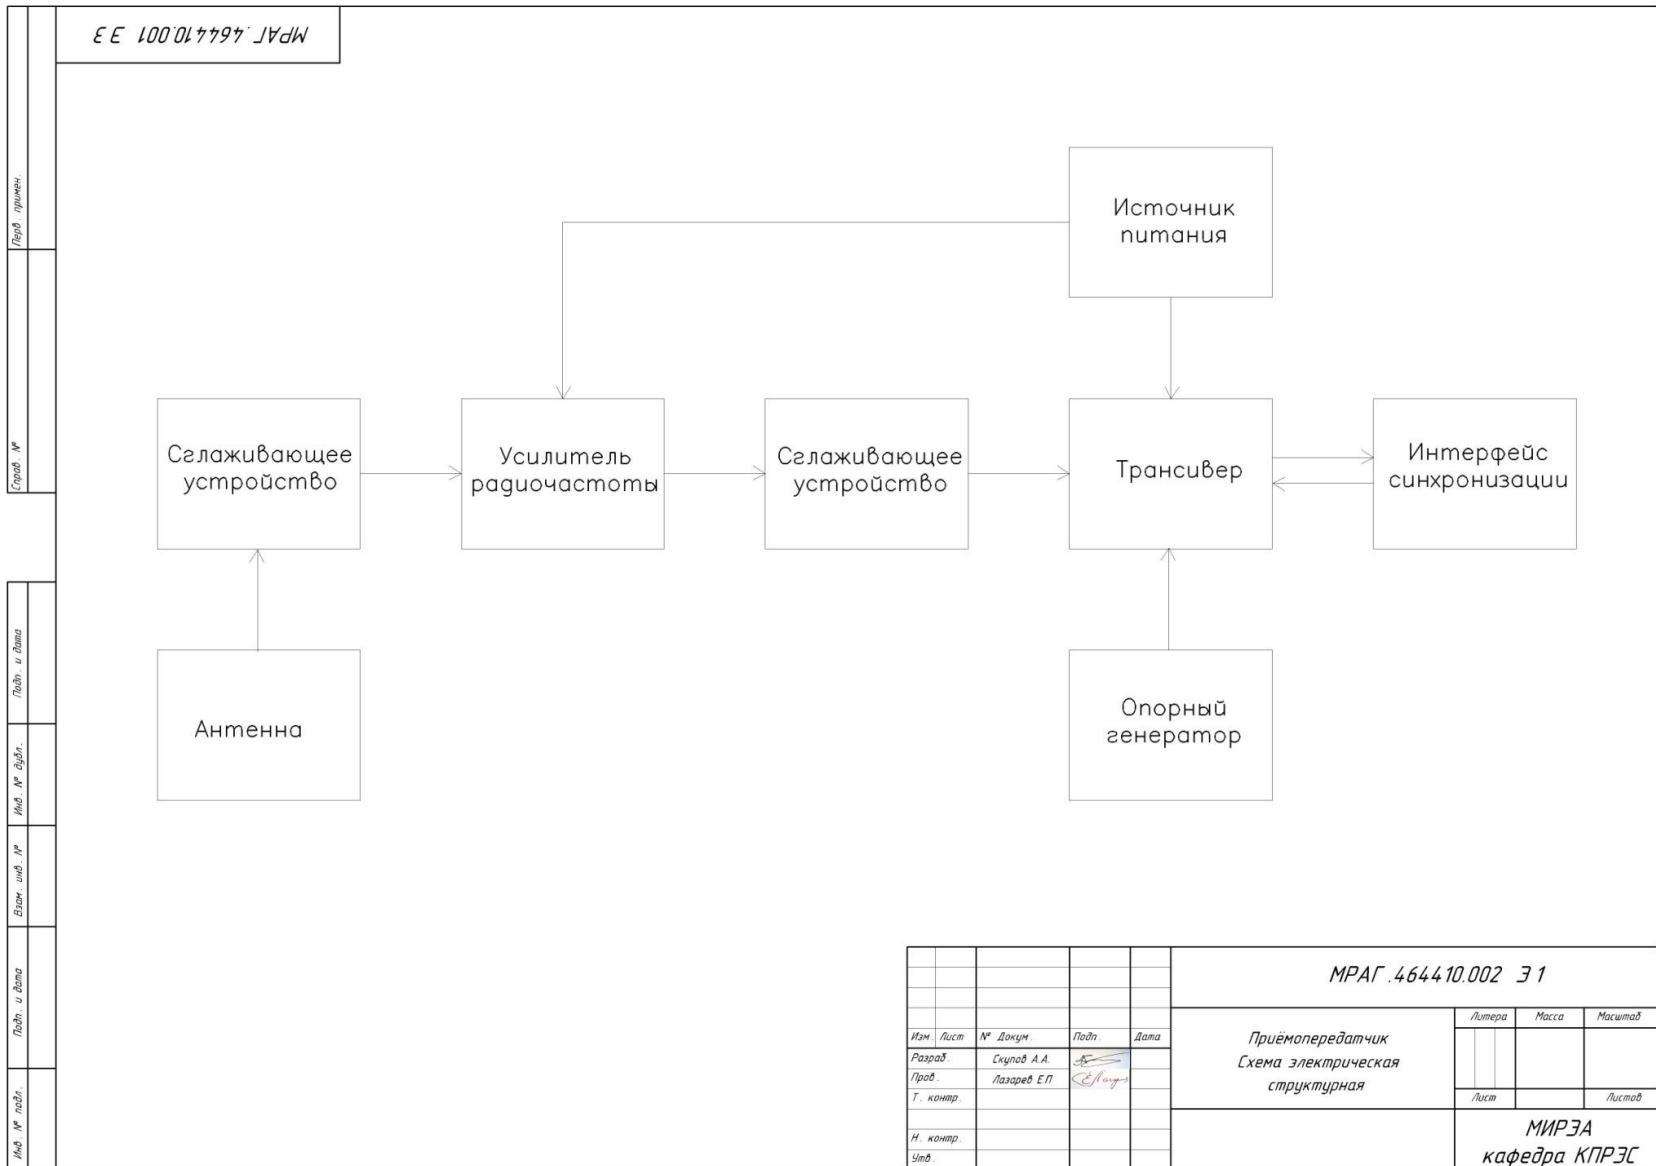 МРАГ.464410.001 Э 3
Перв. примен.
Справ. №
Подп. и дата
Инв. № дубл.
Взам. инв. №
Подп. и дата
Инв. № подл.
Источник
питания
Сглаживающее
устройство
Усилитель
радиочастоты
Сглаживающее
устройство
Трансивер
Интерфейс
синхронизации
Антенна
Опорный
генератор
МРАГ.464410.002 Э 1
Изм. Лист № Докум. Подп. Дата
Разраб. Скупов А.А.
Пров. Лазарев Е.П
Т. контр.
Н. контр.
Утв.
Приёмопередатчик
Схема электрическая
структурная
Литера Масса Масштаб
Лист Листов
МИРЭА
кафедра КПРЭС